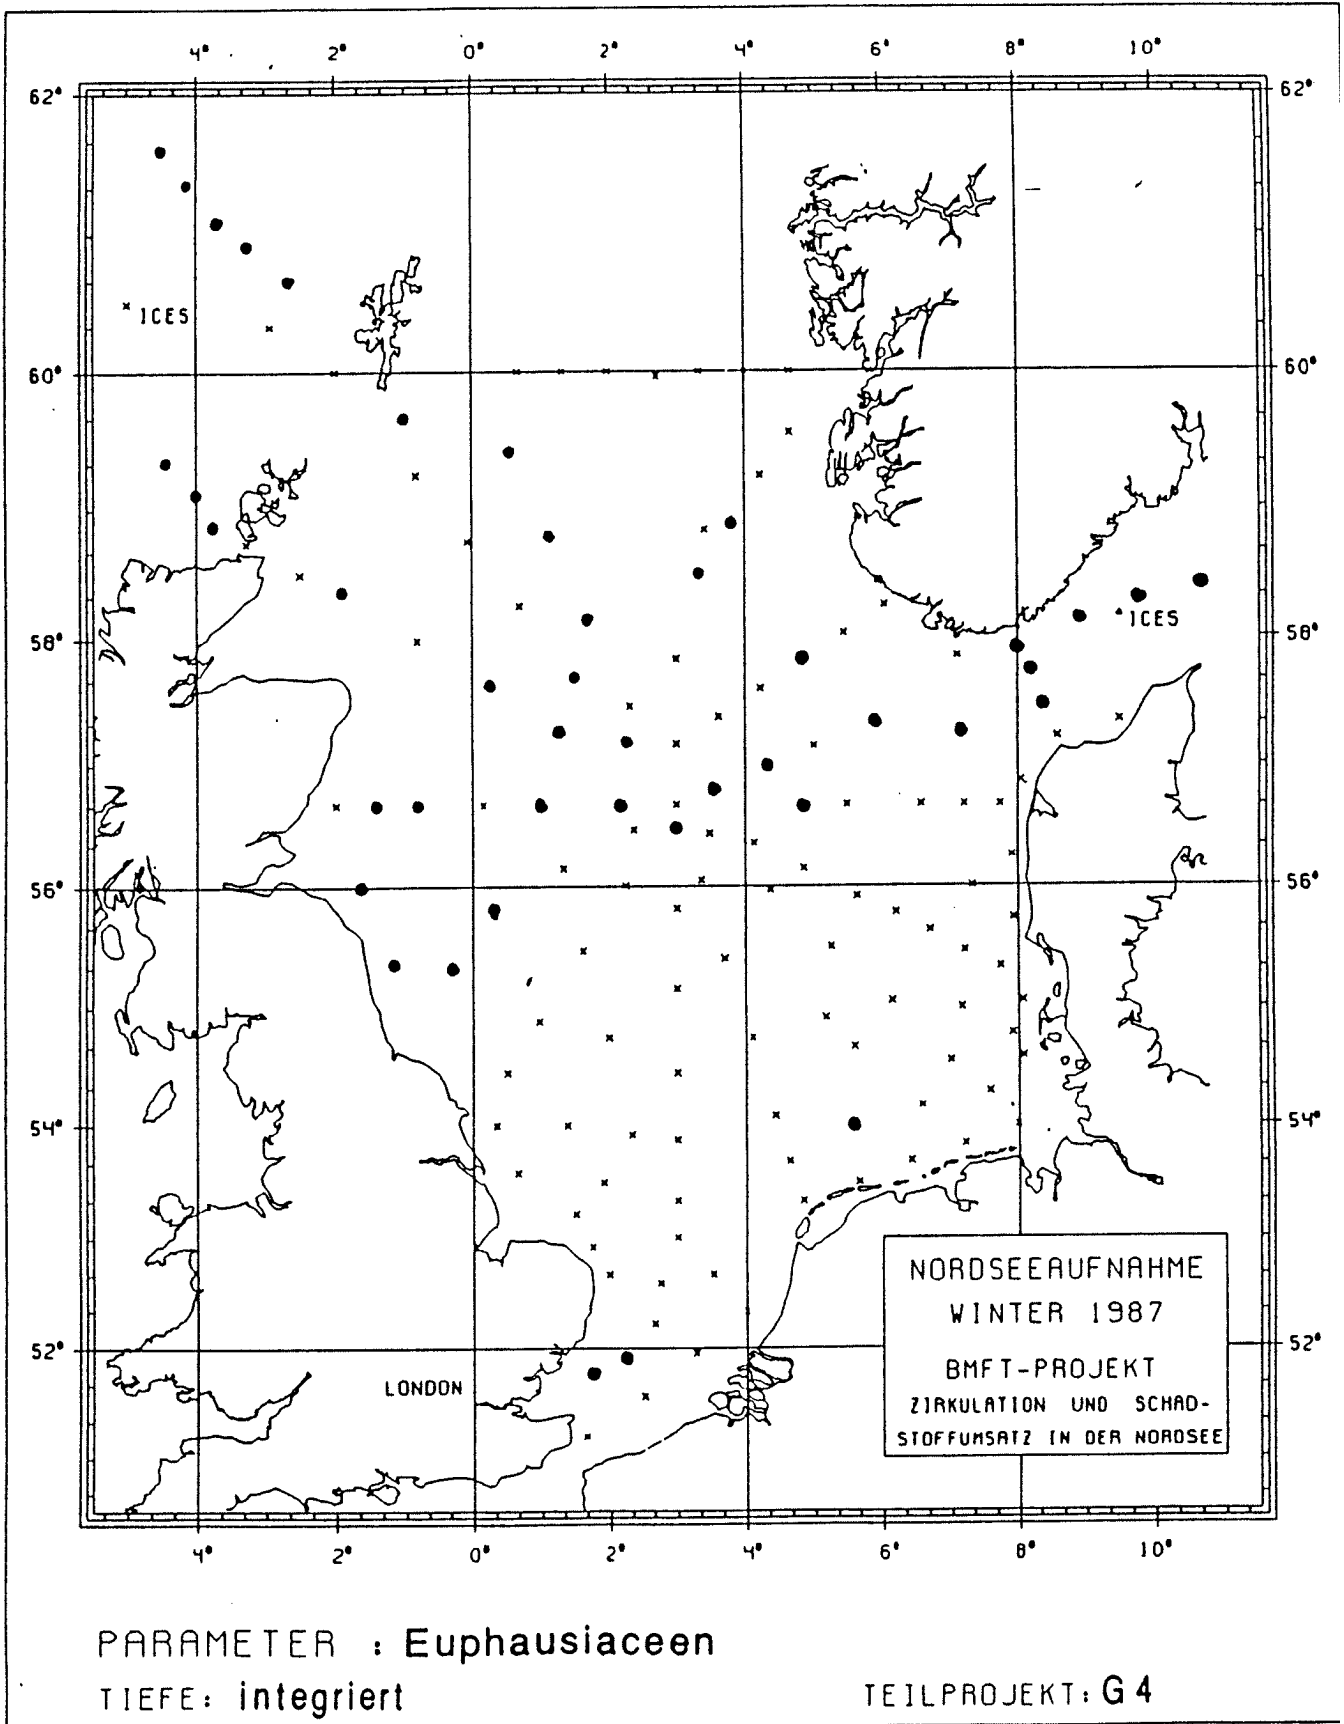 4° 2° 0° 2° 4° 6° 8° 10°
62° 62°
ICES
60° 60°
ICES
58° 58°
56° 56°
54° 54°
NORDSEEAUFNAHME
WINTER 1987
52° 52°
BMFT-PROJEKT
LONDON
ZIRKULATION UND SCHAD-
STOFFUMSATZ IN DER NORDSEE
4° 2° 0° 2° 4° 6° 8° 10°
PARAMETER : Euphausiaceen
TIEFE: integriert
TEILPROJEKT: G4